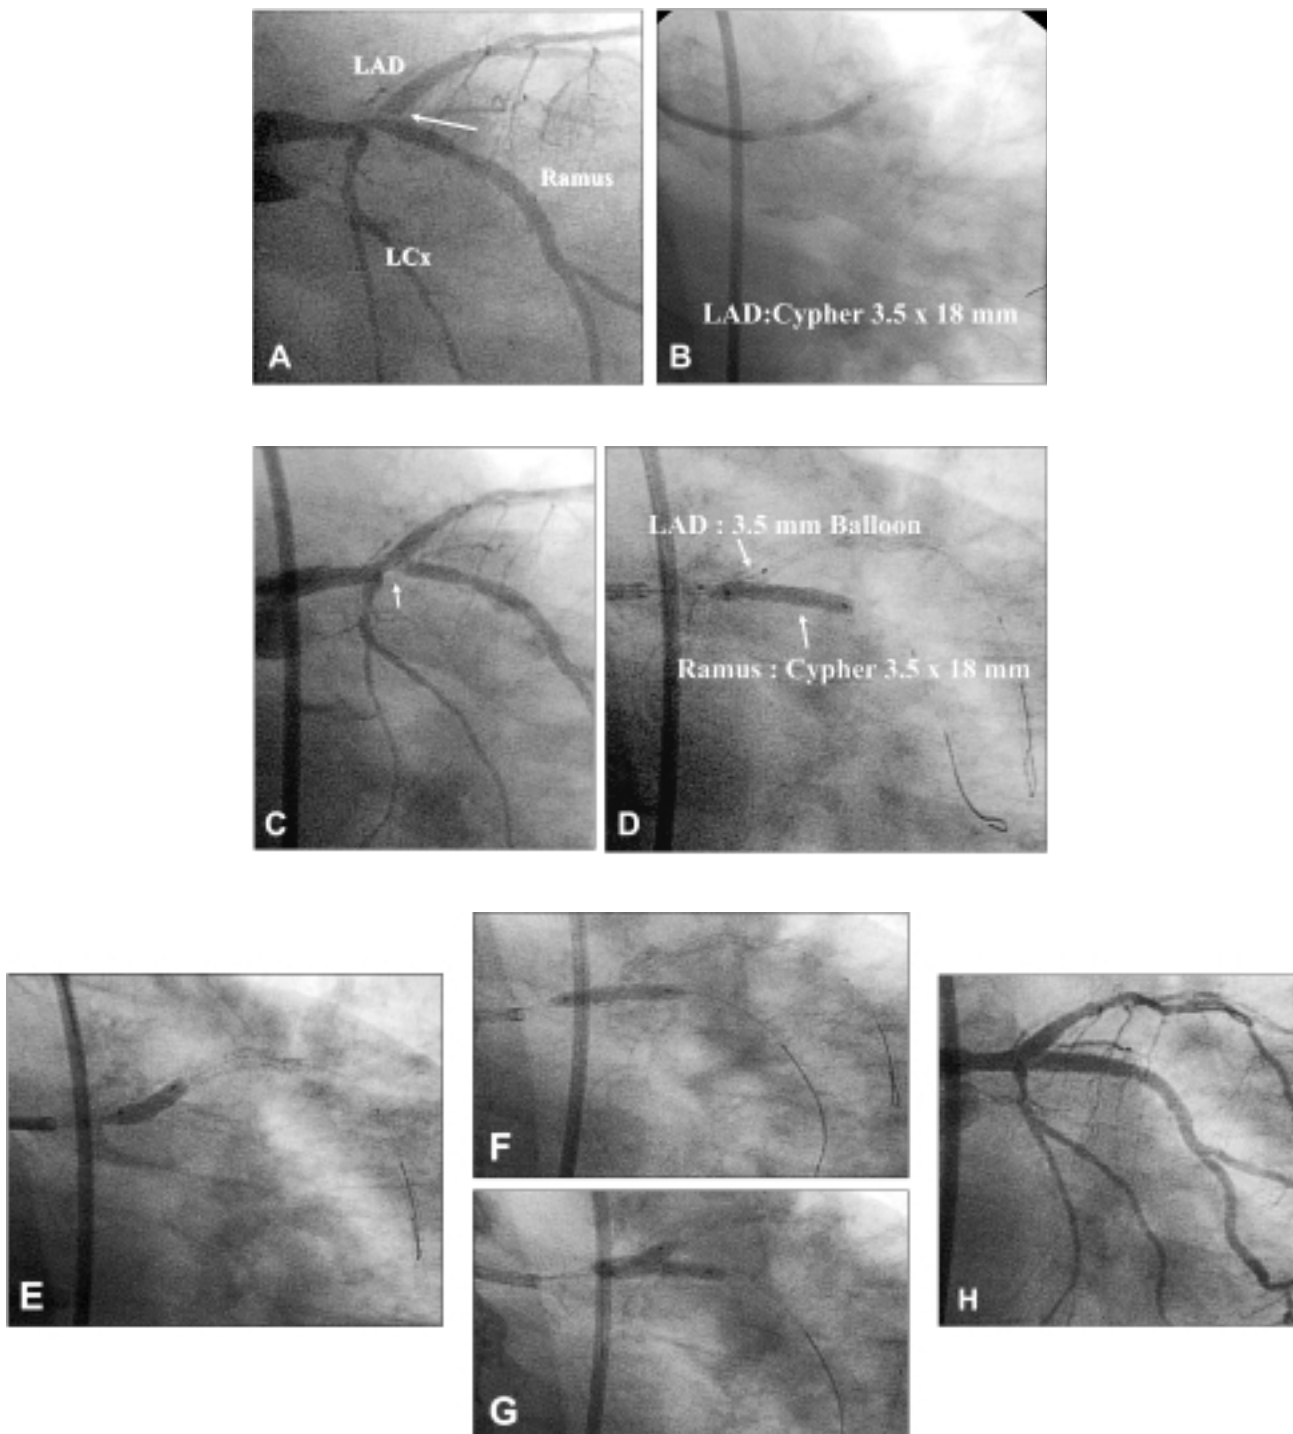 LAD
Ramus
LCx
A
LAD:Cypher 3.5 x 18 mm
B
C
LAD : 3.5 mm Balloon
Ramus : Cypher 3.5 x 18 mm
D
E
F
G
H